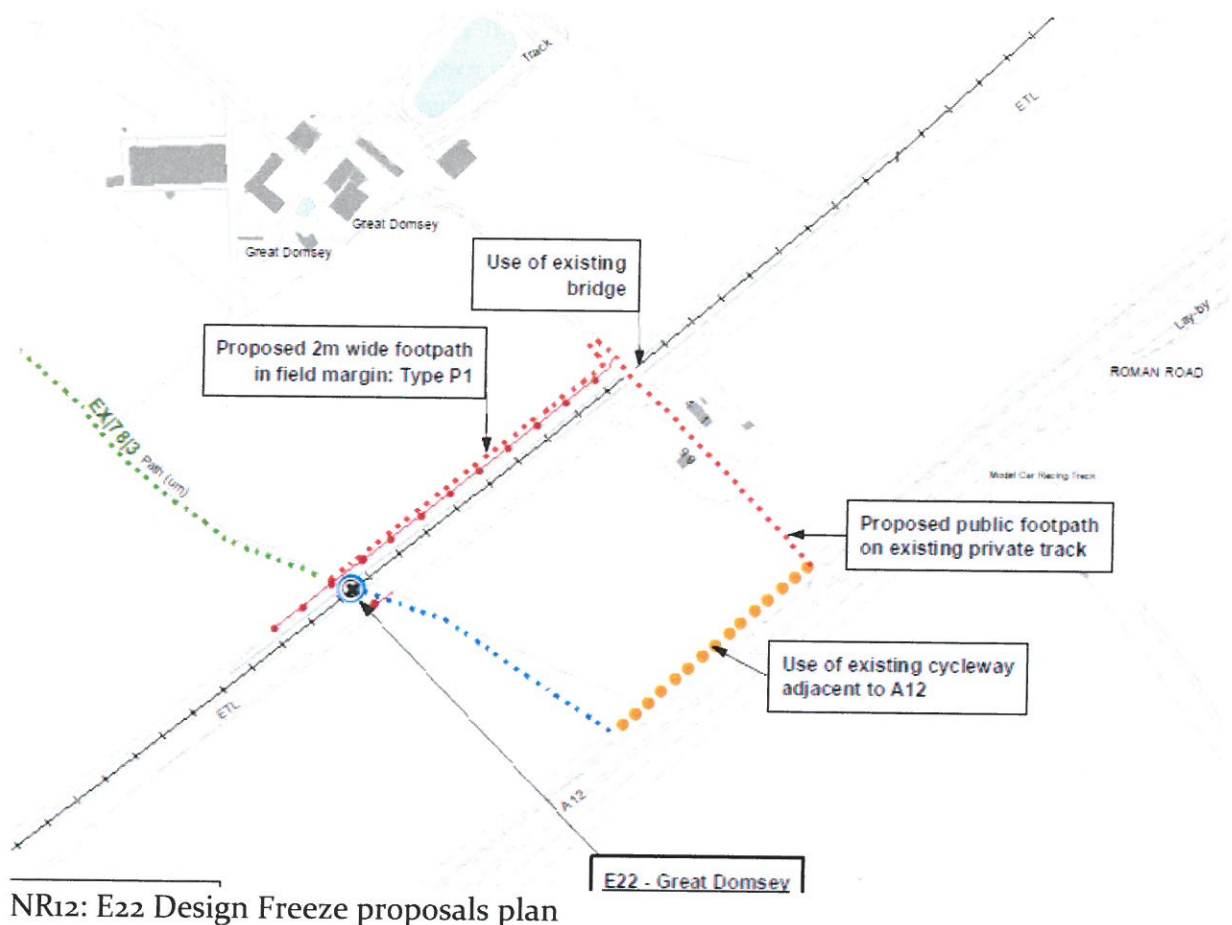 Track
ETL
Great Domsey
Great Domsey
Use of existing
bridge
Lay-by
Proposed 2m wide footpath
in field margin: Type P1
ROMAN ROAD
EX|78|3
Path (um)
Model Car Racing Track
Proposed public footpath
on existing private track
Use of existing cycleway
adjacent to A12
ETL
A12
E22 - Great Domsey
NR12: E22 Design Freeze proposals plan